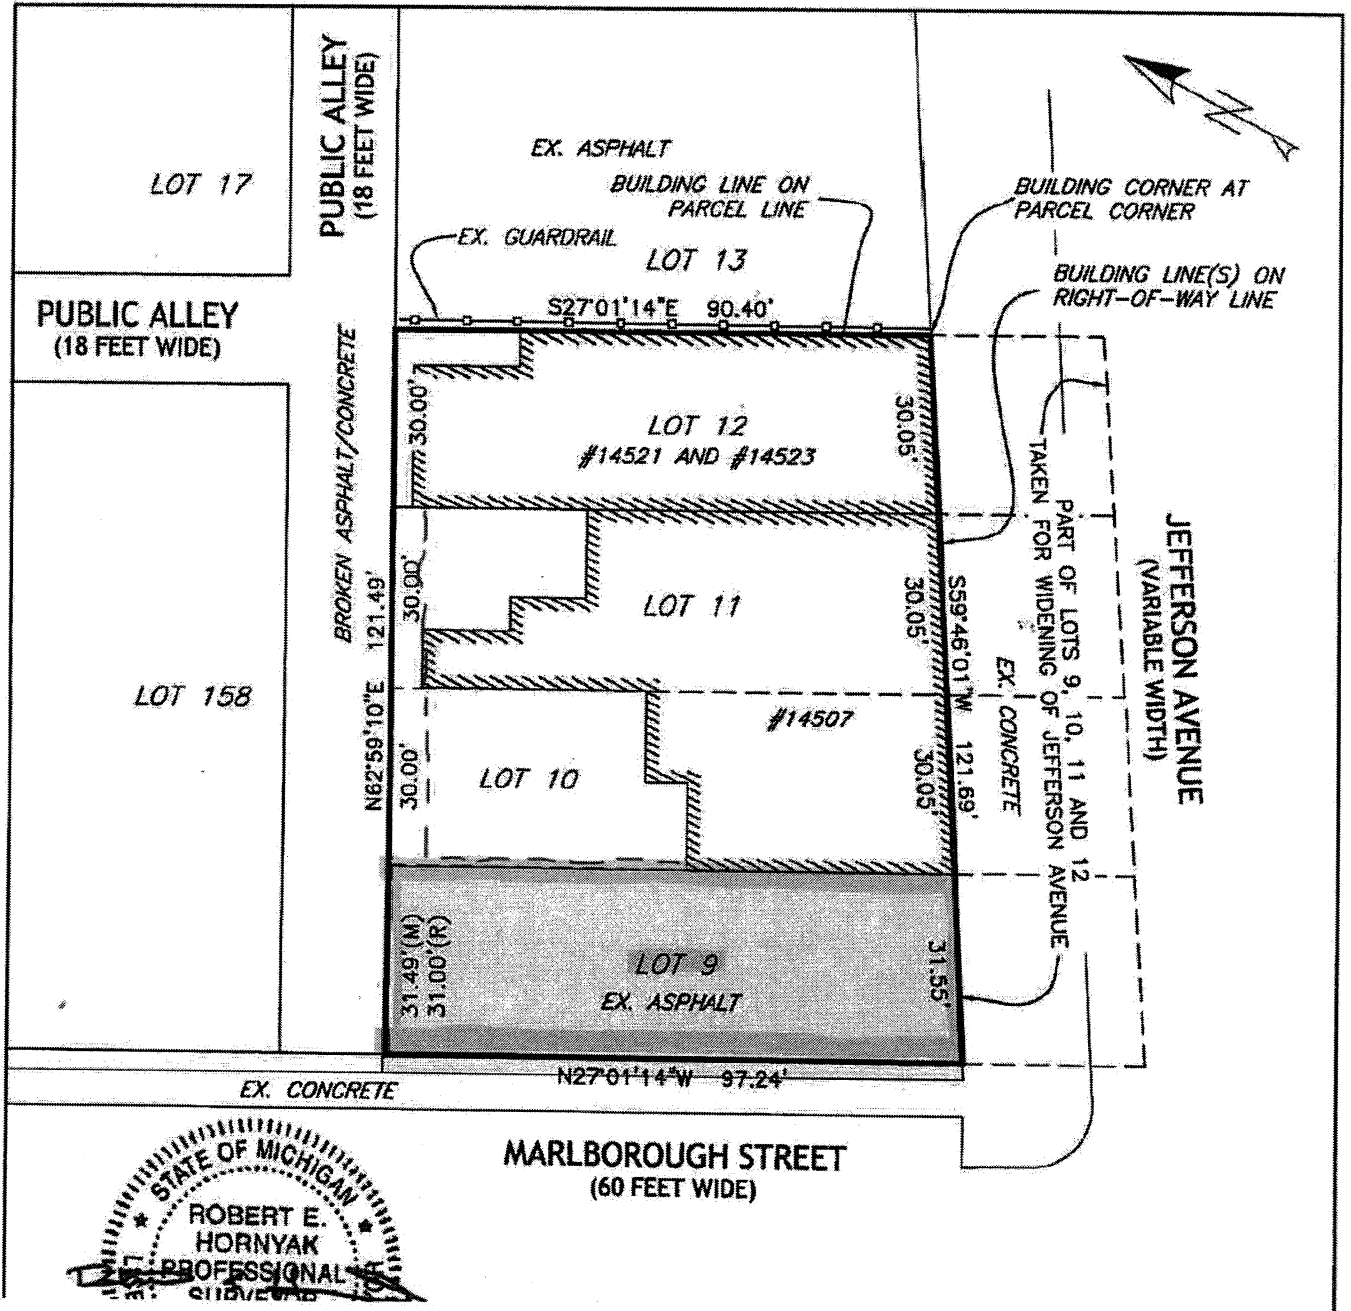 PUBLIC ALLEY
(18 FEET WIDE)
LOT 17
EX. ASPHALT
BUILDING LINE ON
PARCEL LINE
BUILDING CORNER AT
PARCEL CORNER
EX. GUARDRAIL
LOT 13
BUILDING LINE(S) ON
RIGHT-OF-WAY LINE
S27°01'14"E 90.40'
PUBLIC ALLEY
(18 FEET WIDE)
BROKEN ASPHALT/CONCRETE
30.00'
LOT 12
#14521 AND #14523
30.05'
TAKEN FOR WIDENING OF JEFFERSON AVENUE
PART OF LOTS 9, 10, 11 AND 12
JEFFERSON AVENUE
(VARIABLE WIDTH)
N62°59'10"E 121.49'
30.00'
LOT 11
30.05'
S59°46'01"W 121.69'
EX. CONCRETE
LOT 158
#14507
30.00'
LOT 10
30.05'
31.49'(M)
31.00'(R)
LOT 9
EX. ASPHALT
31.55'
N27°01'14"W 97.24'
EX. CONCRETE
MARLBOROUGH STREET
(60 FEET WIDE)
STATE OF MICHIGAN
ROBERT E.
HORNYAK
PROFESSIONAL
SURVEYOR